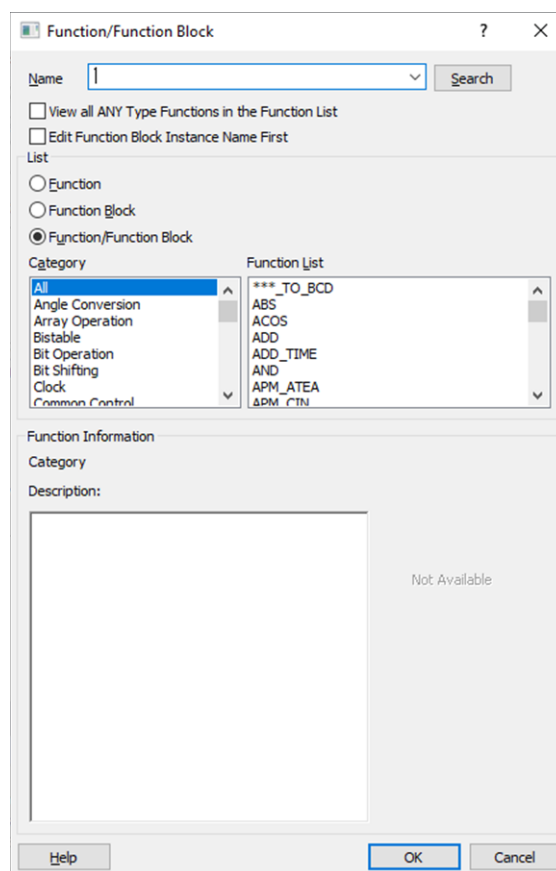 Function/Function Block
?
Name
Search
View all ANY Type Functions in the Function List
Edit Function Block Instance Name First
List
Function
Function Block
Function/Function Block
Category
Function List
All
Angle Conversion
Array Operation
Bistable
Bit Operation
Bit Shifting
Clock
Common Control
***_TO_BCD
ABS
ACOS
ADD
ADD_TIME
AND
APM_ATEA
APM_CIN
Function Information
Category
Description:
Not Available
Help
OK
Cancel